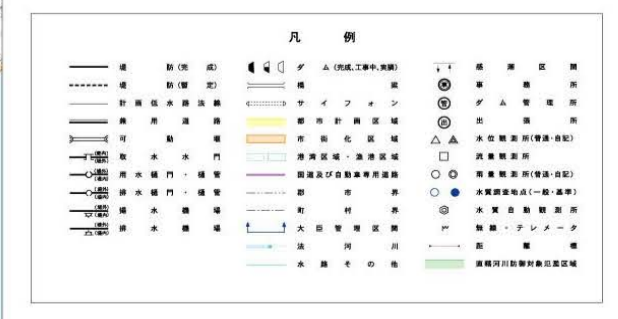 凡例
堤防(完成)
堤防(暫定)
計画低水路法線
兼用道路
可動堰
取水水門
用水樋門・樋管
排水樋門・樋管
揚水機場
排水機場
ダム(完成、工事中、実調)
橋梁
サイフォン
都市計画区域
市街化区域
港湾区域・漁港区域
国道及び自動車専用道路
郡市界
町村界
大臣管理区間
法河川
水路その他
感潮区間
事務所
ダム管理所
出張所
水位観測所(普通・自記)
流量観測所
雨量観測所(普通・自記)
水質調査地点(一般・基準)
水質自動観測所
無線・テレメータ
距離標
直轄河川防御対象氾濫区域